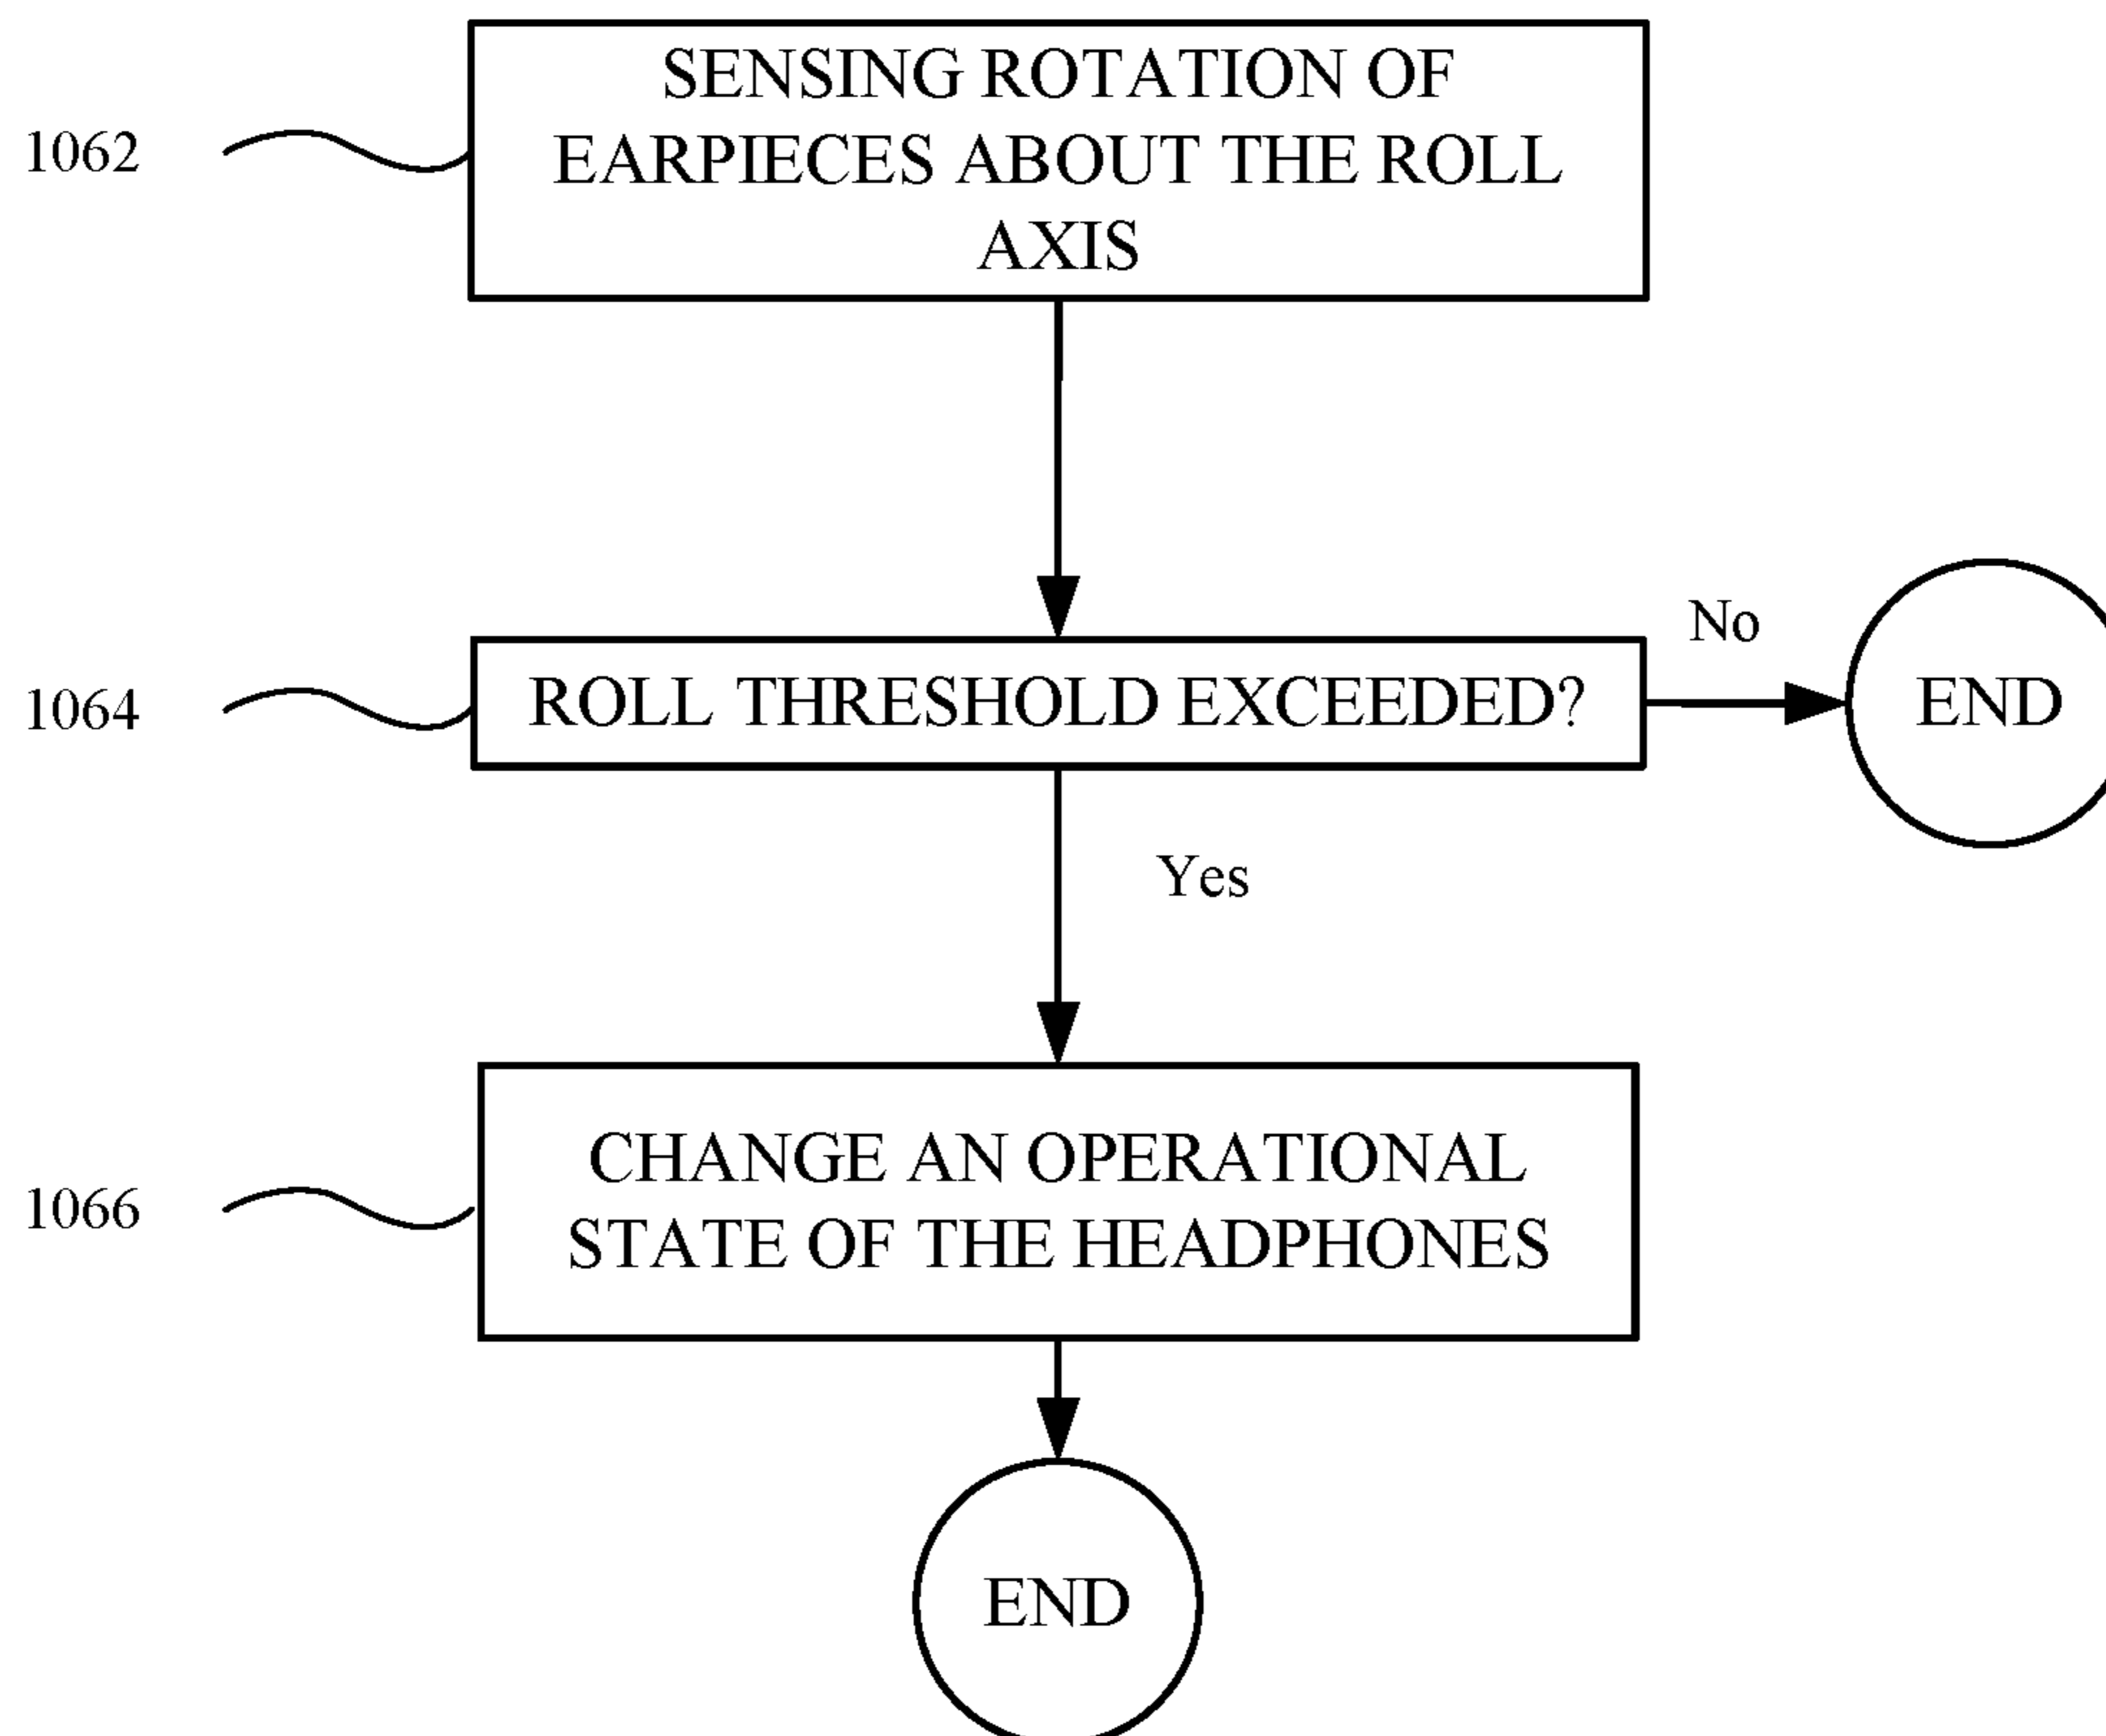 1062
SENSING ROTATION OF
EARPIECES ABOUT THE ROLL
AXIS
1064
ROLL THRESHOLD EXCEEDED?
No
END
Yes
1066
CHANGE AN OPERATIONAL
STATE OF THE HEADPHONES
END